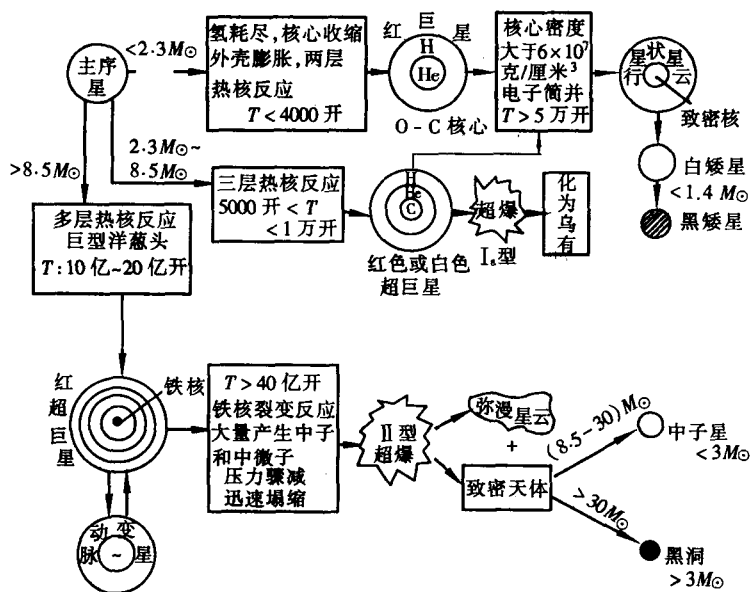 主序星
<2.3M⊙
氢耗尽,核心收缩
外壳膨胀,两层
热核反应
T<4000开
红巨星
H
He
O-C核心
核心密度
大于6×10⁷
克/厘米³
电子简并
T>5万开
行星状星云
致密核
白矮星
<1.4M⊙
黑矮星
2.3M⊙~
8.5M⊙
三层热核反应
5000开<T
<1万开
H
He
C
红色或白色
超巨星
超爆
Iₛ型
化为乌有
>8.5M⊙
多层热核反应
巨型洋葱头
T:10亿~20亿开
红超巨星
铁核
脉动变星
~
T>40亿开
铁核裂变反应
大量产生中子
和中微子
压力骤减
迅速塌缩
II型
超爆
弥漫星云
+
致密天体
(8.5-30)M⊙
中子星
<3M⊙
>30M⊙
黑洞
>3M⊙